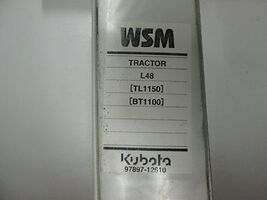 WSM
TRACTOR
L48
[TL1150]
[BT1100]
Kubota
97897-12610